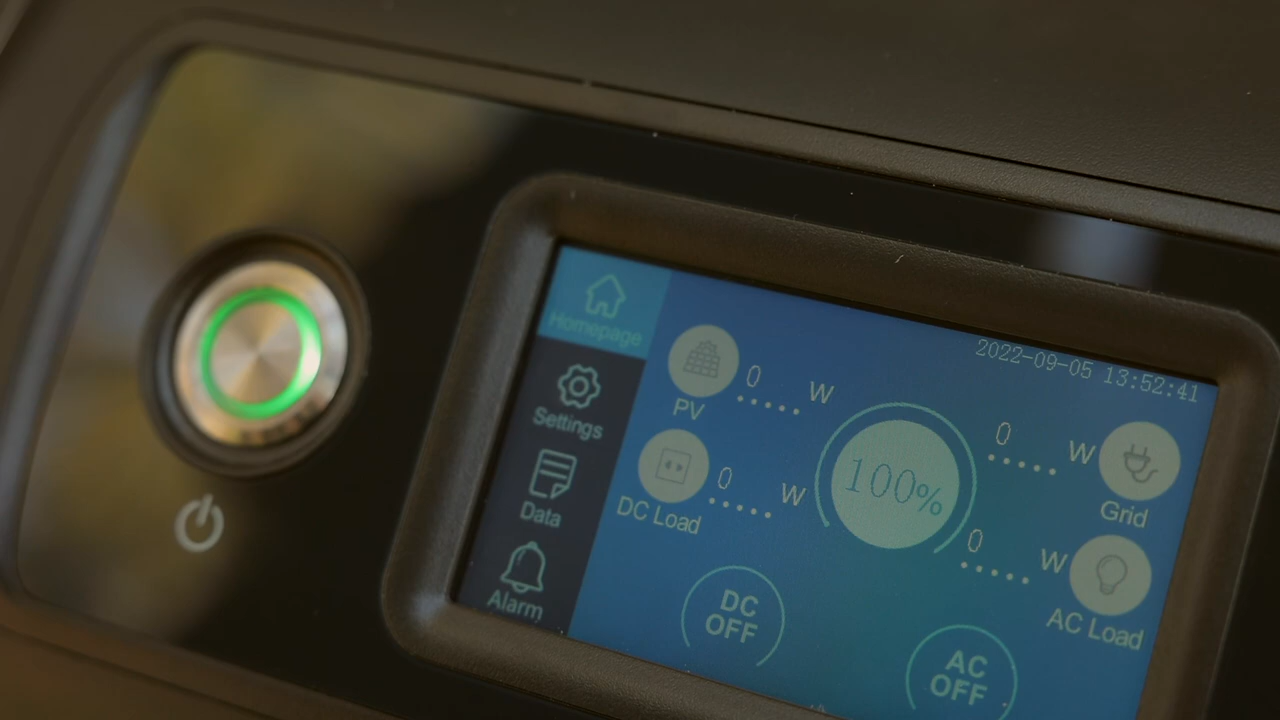 Homepage
Settings
Data
Alarm
2022-09-05 13:52:41
0 W
PV
0 W
DC Load
100%
0 W
Grid
0 W
AC Load
DC
OFF
AC
OFF